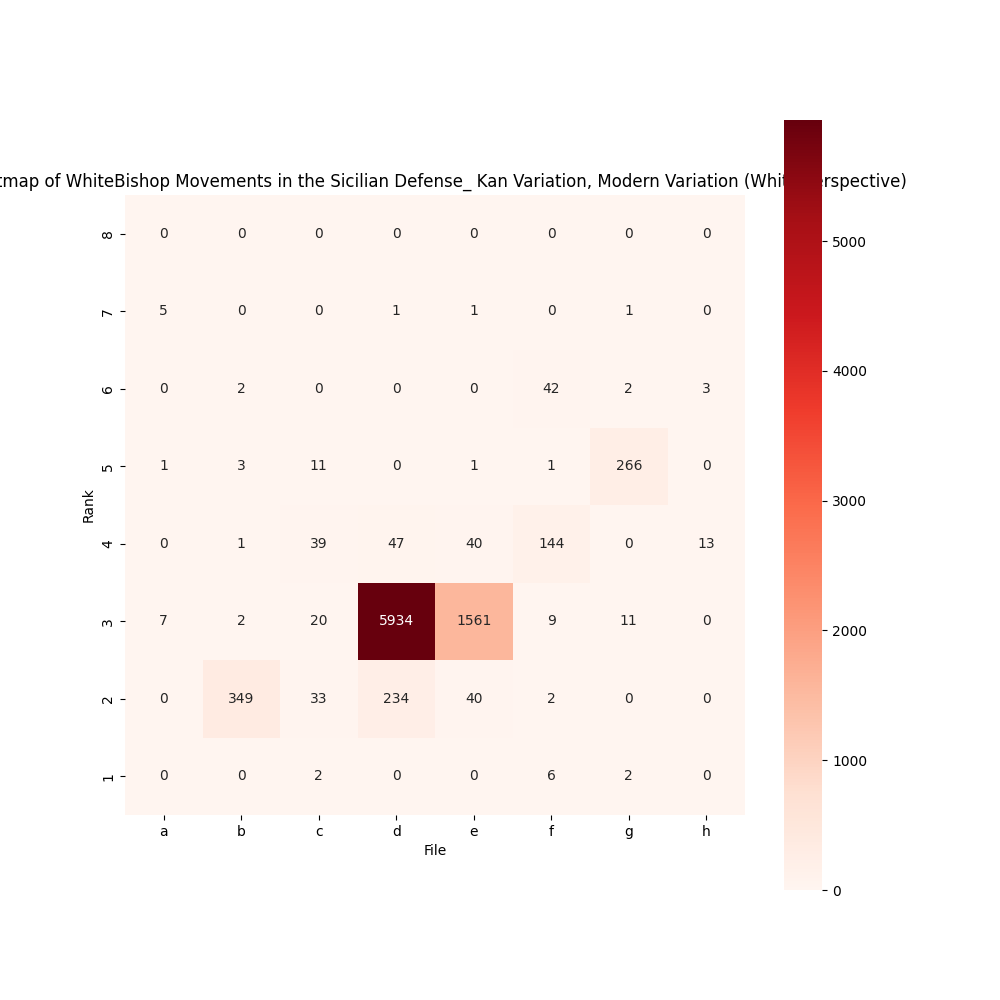 tmap of WhiteBishop Movements in the Sicilian Defense_ Kan Variation, Modern Variation (Whit erspective)
8 0 0 0 0 0 0 0 0
7 5 0 0 1 1 0 1 0
6 0 2 0 0 0 42 2 3
5 1 3 11 0 1 1 266 0
Rank
4 0 1 39 47 40 144 0 13
3 7 2 20 5934 1561 9 11 0
2 0 349 33 234 40 2 0 0
1 0 0 2 0 0 6 2 0
a b c d e f g h
File
5000
4000
3000
2000
1000
0